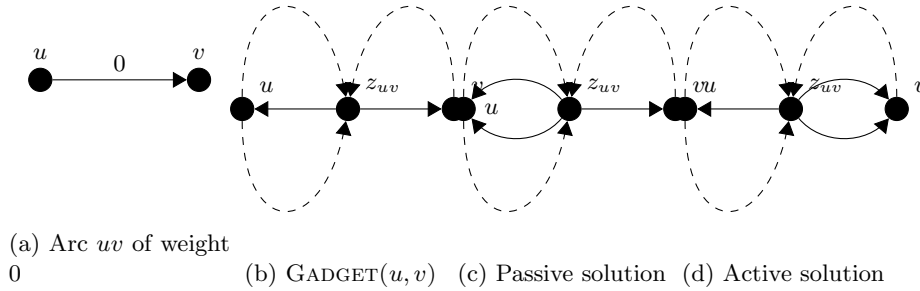 u
0
v
u
z_{uv}
v
u
z_{uv}
v
u
z_{uv}
v
(a) Arc uv of weight
0
(b) GADGET(u, v)
(c) Passive solution
(d) Active solution